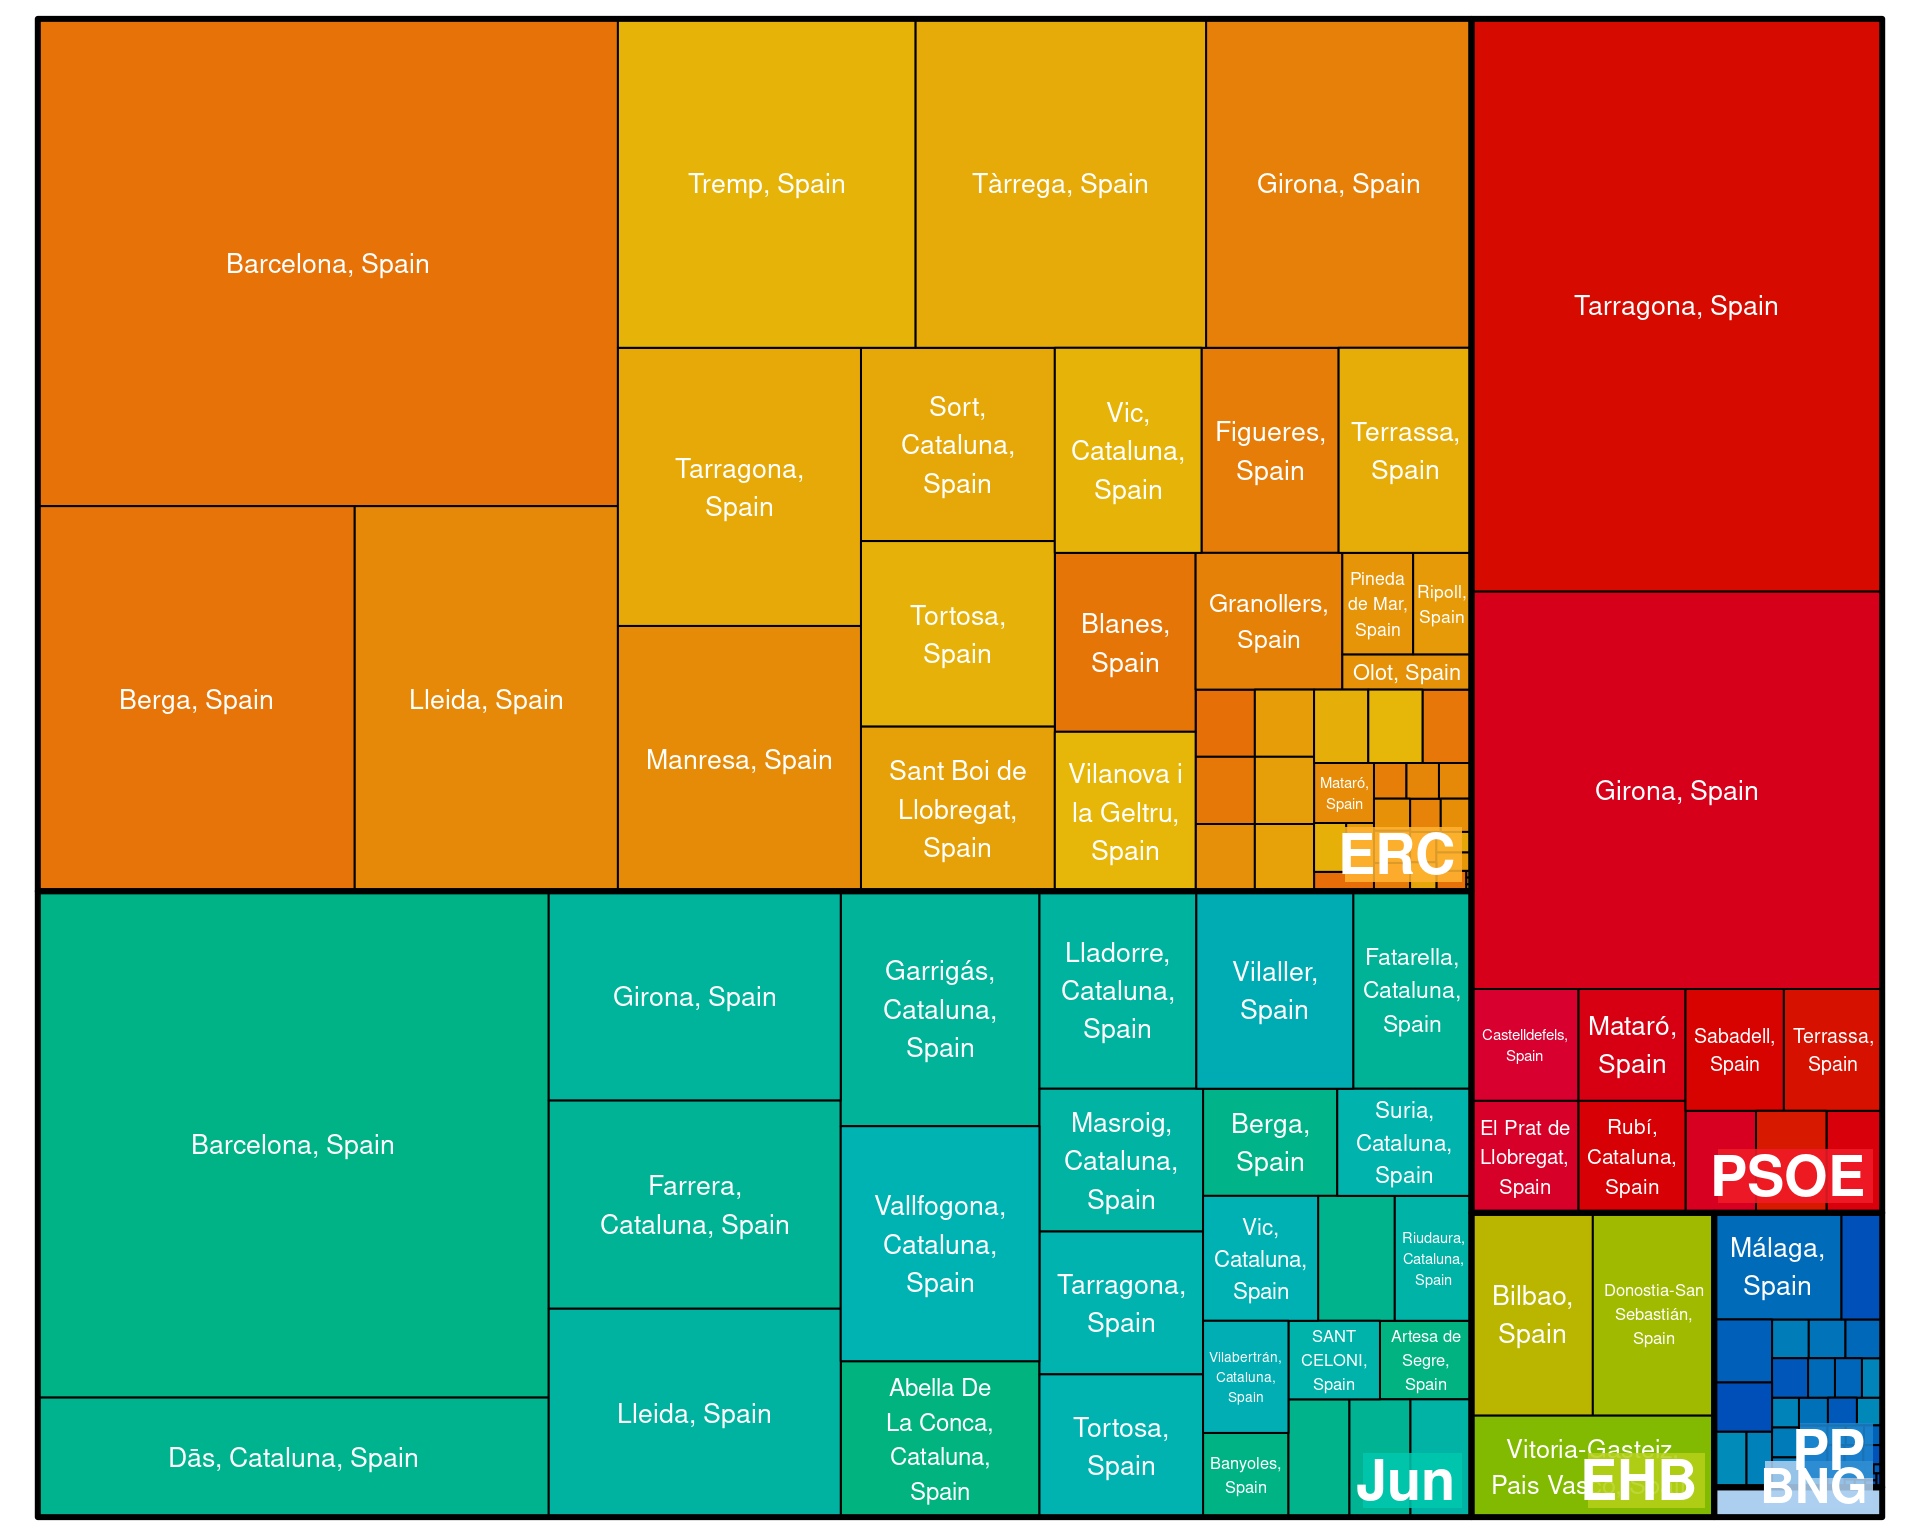 Barcelona, Spain
Tremp, Spain
Tàrrega, Spain
Girona, Spain
Berga, Spain
Lleida, Spain
Tarragona,
Spain
Manresa, Spain
Sort,
Cataluna,
Spain
Tortosa,
Spain
Sant Boi de
Llobregat,
Spain
Vic,
Cataluna,
Spain
Figueres,
Spain
Terrassa,
Spain
Blanes,
Spain
Vilanova i
la Geltru,
Spain
Granollers,
Spain
Pineda
de Mar,
Spain
Ripoll,
Spain
Olot, Spain
Mataró,
Spain
ERC
Barcelona, Spain
Dās, Cataluna, Spain
Girona, Spain
Farrera,
Cataluna, Spain
Lleida, Spain
Garrigás,
Cataluna,
Spain
Vallfogona,
Cataluna,
Spain
Abella De
La Conca,
Cataluna,
Spain
Lladorre,
Cataluna,
Spain
Vilaller,
Spain
Fatarella,
Cataluna,
Spain
Masroig,
Cataluna,
Spain
Tarragona,
Spain
Tortosa,
Spain
Berga,
Spain
Suria,
Cataluna,
Spain
Vic,
Cataluna,
Spain
Riudaura,
Cataluna,
Spain
Vilabertrán,
Cataluna,
Spain
SANT
CELONI,
Spain
Artesa de
Segre,
Spain
Banyoles,
Spain
Jun
Tarragona, Spain
Girona, Spain
Castelldefels,
Spain
Mataró,
Spain
Sabadell,
Spain
Terrassa,
Spain
El Prat de
Llobregat,
Spain
Rubí,
Cataluna,
Spain
PSOE
Bilbao,
Spain
Donostia-San
Sebastián,
Spain
Vitoria-Gasteiz
Pais
EHB
Málaga,
Spain
PP
BNG